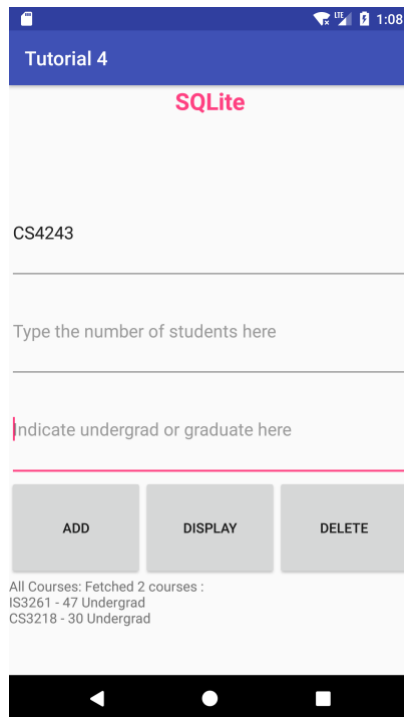 LTE 1:08
Tutorial 4
SQLite
CS4243
Type the number of students here
Indicate undergrad or graduate here
ADD DISPLAY DELETE
All Courses: Fetched 2 courses :
IS3261 - 47 Undergrad
CS3218 - 30 Undergrad